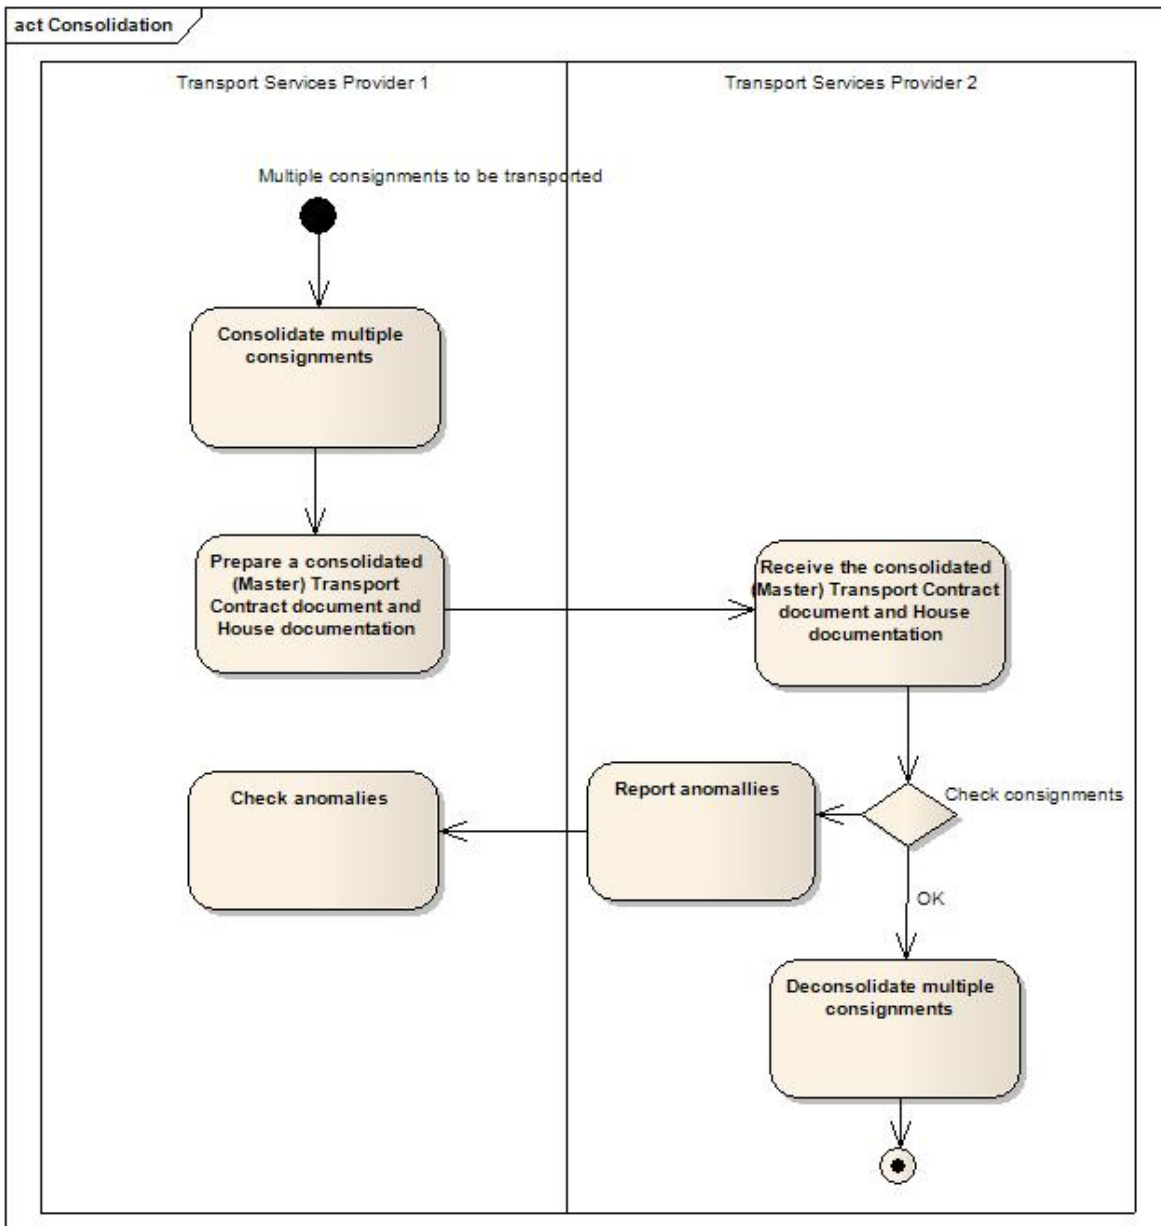 act Consolidation
Transport Services Provider 1
Transport Services Provider 2
Multiple consignments to be transported
Consolidate multiple
consignments
Prepare a consolidated
(Master) Transport
Contract document and
House documentation
Receive the consolidated
(Master) Transport Contract
document and House
documentation
Check anomalies
Report anomallies
Check consignments
OK
Deconsolidate multiple
consignments